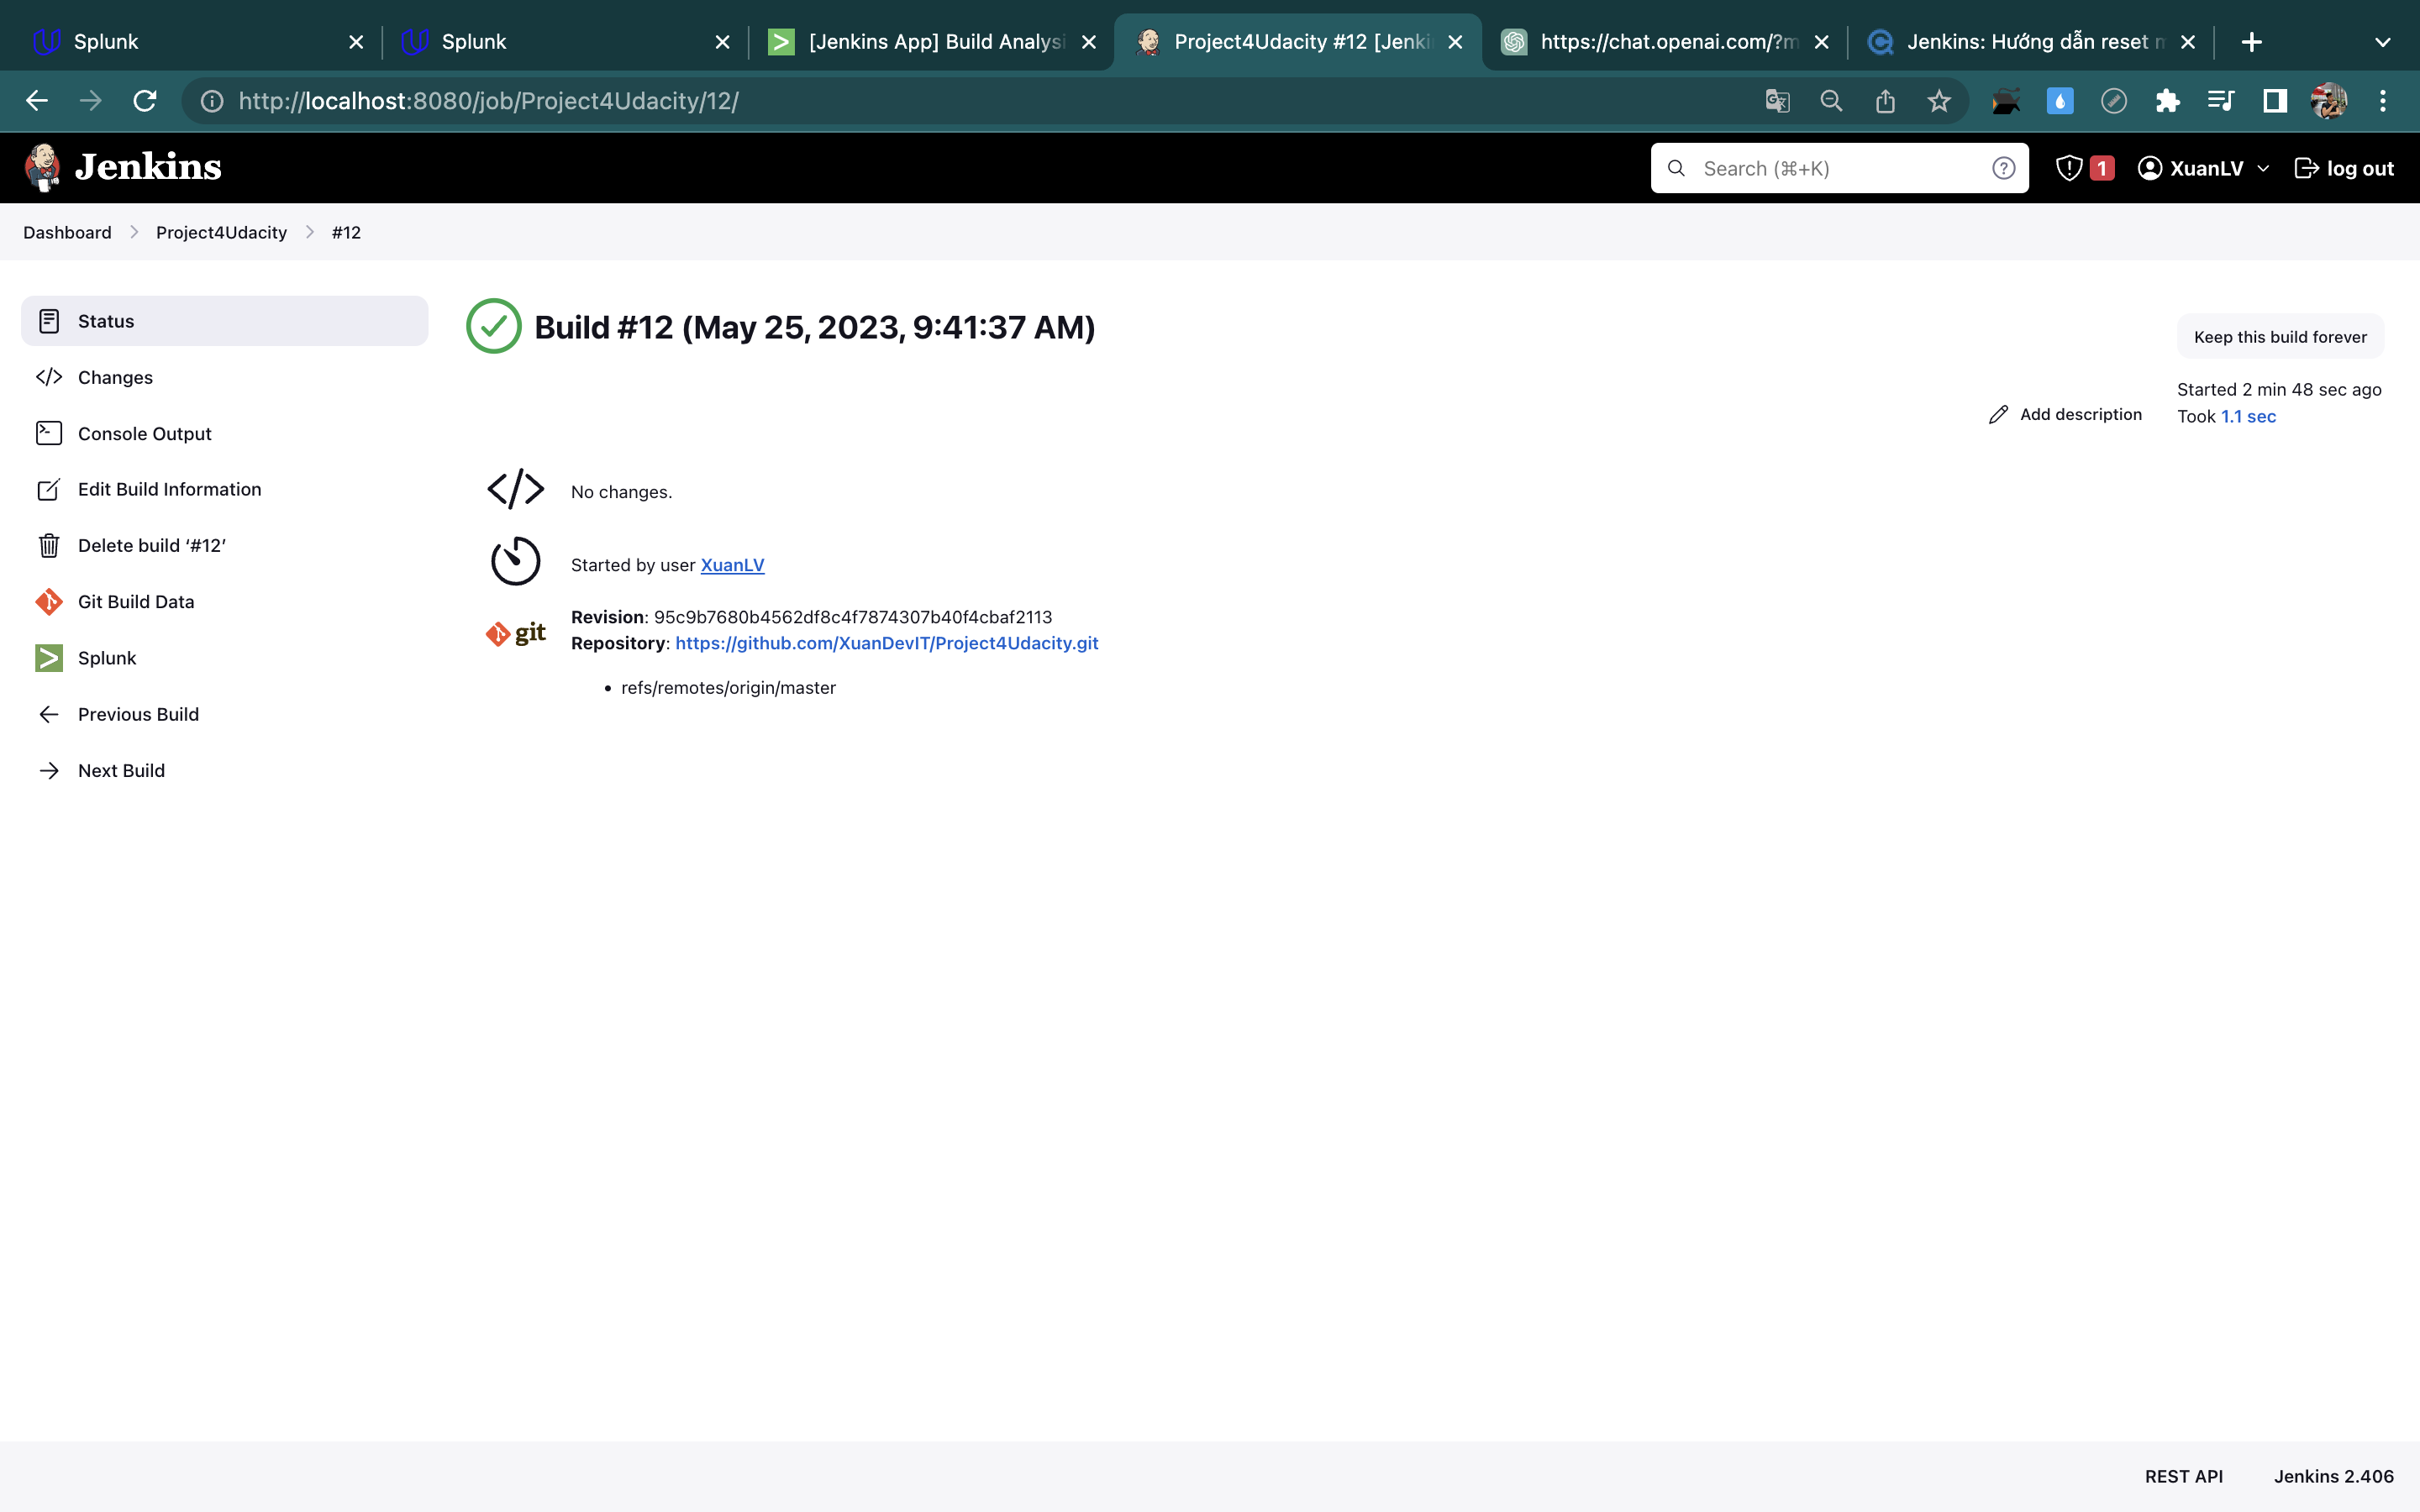 Splunk
Splunk
[Jenkins App] Build Analysi
Project4Udacity #12 [Jenki
https://chat.openai.com/?m
Jenkins: Hướng dẫn reset m
http://localhost:8080/job/Project4Udacity/12/
Jenkins
Search (⌘+K)
1
XuanLV
log out
Dashboard
Project4Udacity
#12
Status
Changes
Console Output
Edit Build Information
Delete build ‘#12’
Git Build Data
Splunk
Previous Build
Next Build
Build #12 (May 25, 2023, 9:41:37 AM)
Keep this build forever
Add description
Started 2 min 48 sec ago
Took 1.1 sec
No changes.
Started by user XuanLV
git
Revision: 95c9b7680b4562df8c4f7874307b40f4cbaf2113
Repository: https://github.com/XuanDevIT/Project4Udacity.git
• refs/remotes/origin/master
REST API
Jenkins 2.406